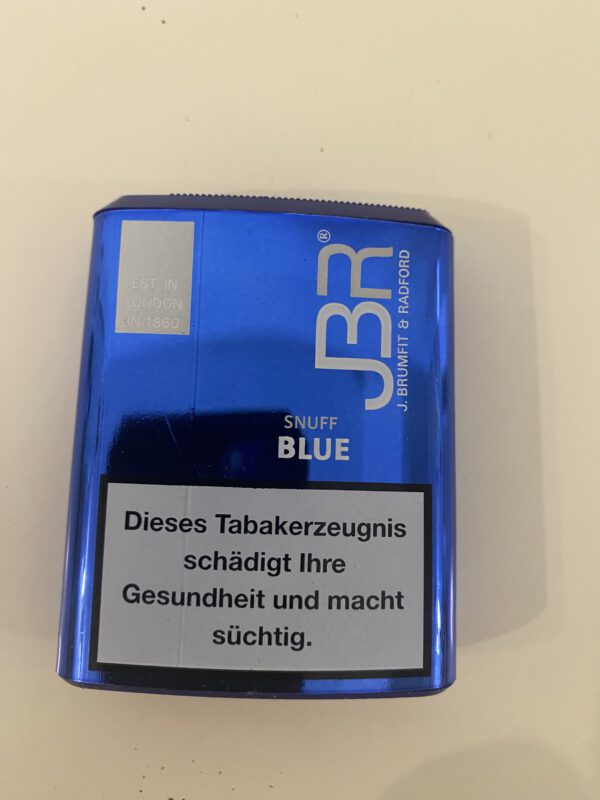 EST. IN
LONDON
IN 1860
JBR®
J. BRUMFIT & RADFORD
SNUFF
BLUE
Dieses Tabakerzeugnis
schädigt Ihre
Gesundheit und macht
süchtig.